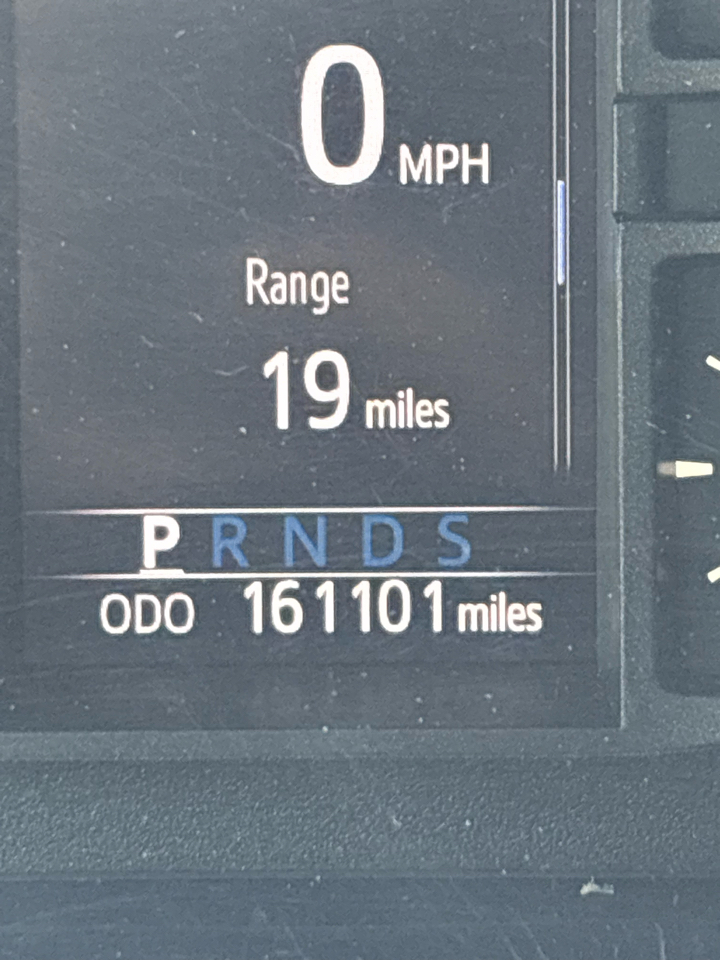 0 MPH
Range
19 miles
P R N D S
ODO 161101 miles